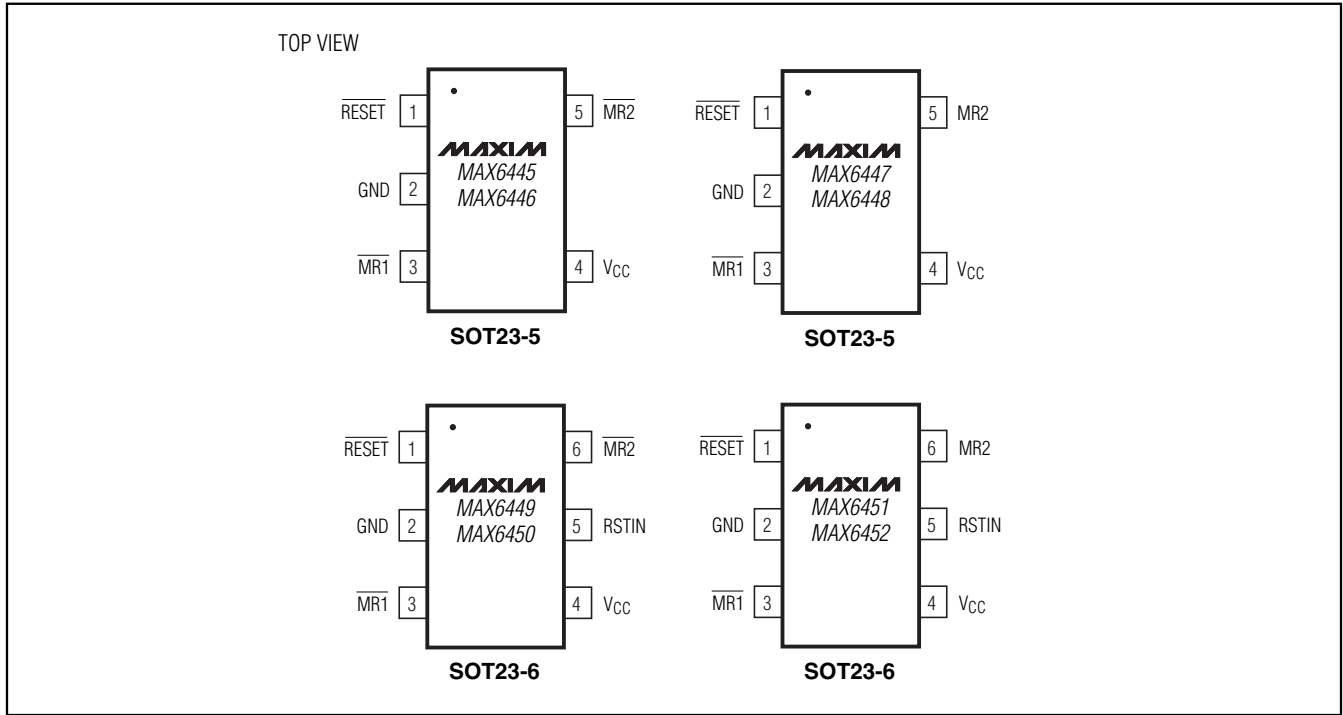 TOP VIEW
RESET 1
5 MR2
MAXIM
MAX6445
MAX6446
GND 2
MR1 3
4 VCC
SOT23-5
RESET 1
5 MR2
MAXIM
MAX6447
MAX6448
GND 2
MR1 3
4 VCC
SOT23-5
RESET 1
6 MR2
MAXIM
MAX6449
MAX6450
GND 2
5 RSTIN
MR1 3
4 VCC
SOT23-6
RESET 1
6 MR2
MAXIM
MAX6451
MAX6452
GND 2
5 RSTIN
MR1 3
4 VCC
SOT23-6